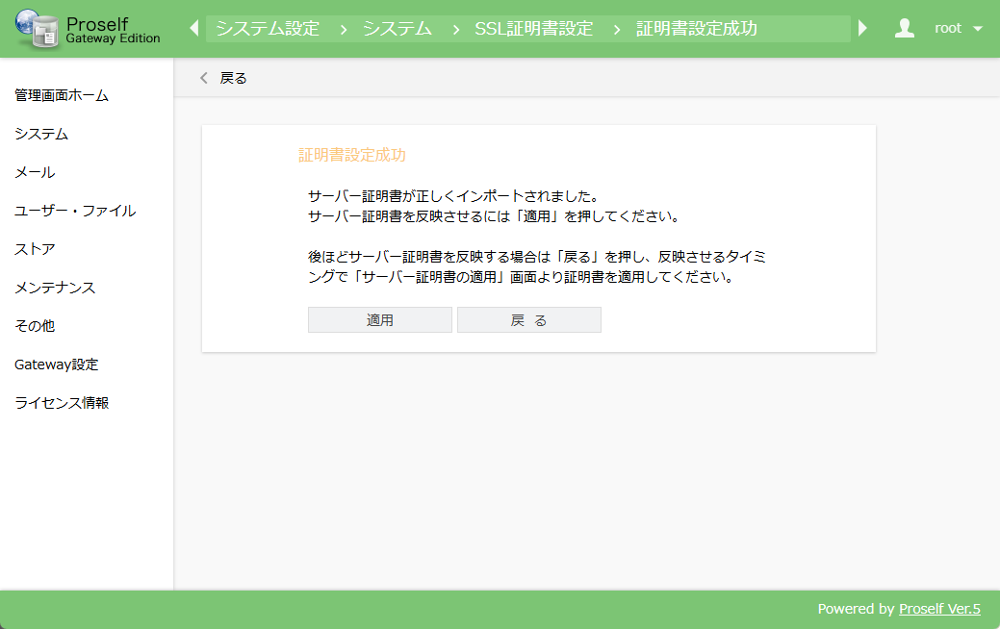 Proself
Gateway Edition
システム設定 › システム › SSL証明書設定 › 証明書設定成功
root
戻る
管理画面ホーム
システム
メール
ユーザー・ファイル
ストア
メンテナンス
その他
Gateway設定
ライセンス情報
証明書設定成功
サーバー証明書が正しくインポートされました。
サーバー証明書を反映させるには「適用」を押してください。
後ほどサーバー証明書を反映する場合は「戻る」を押し、反映させるタイミ
ングで「サーバー証明書の適用」画面より証明書を適用してください。
適用
戻 る
Powered by Proself Ver.5